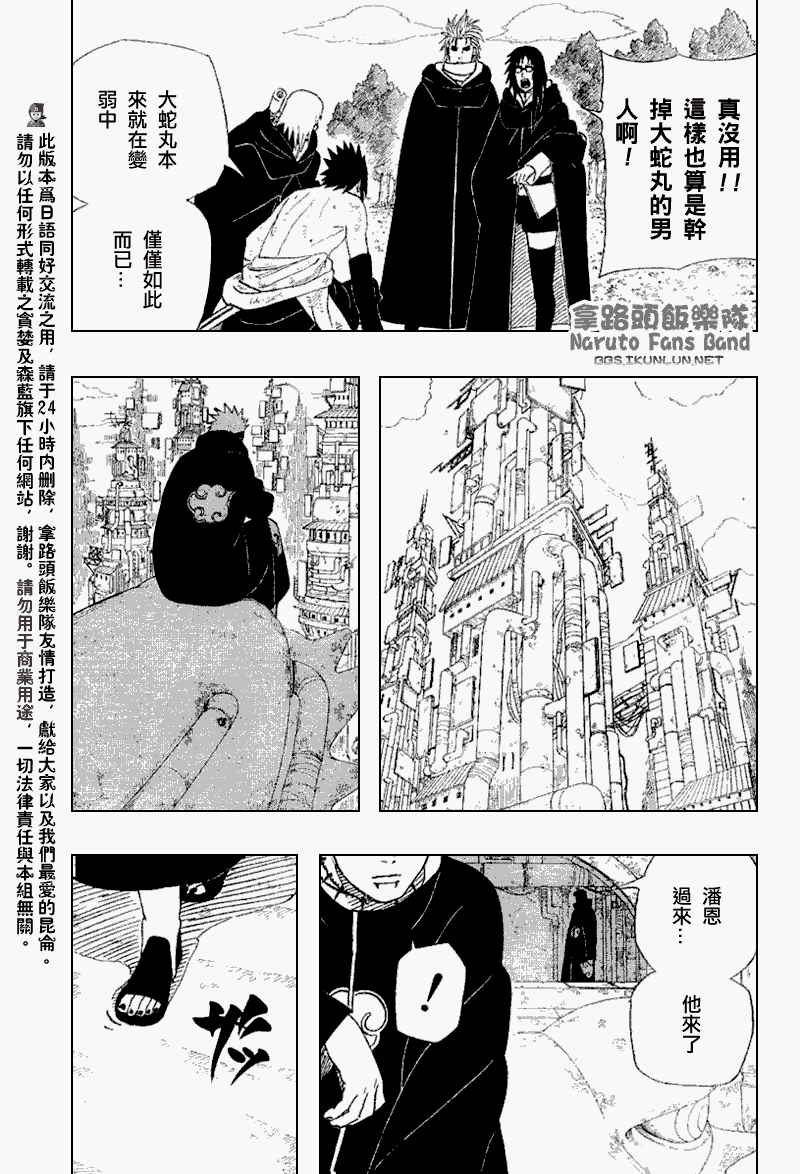 真沒用!!
這樣也算是幹
掉大蛇丸的男
人啊!
大蛇丸本
來就在變
弱中
僅僅如此
而已…
拿路頭飯樂隊
Naruto Fans Band
BBS.IKUNLUN.NET
潘恩
過來…
他來了
!
ザッ
此版本爲日語同好交流之用，請于24小時內刪除，拿路頭飯樂隊友情打造，獻給大家以及我們最愛的昆侖。
請勿以任何形式轉載之貪婪及森藍旗下任何網站，謝謝。請勿用于商業用途，一切法律責任與本組無關。